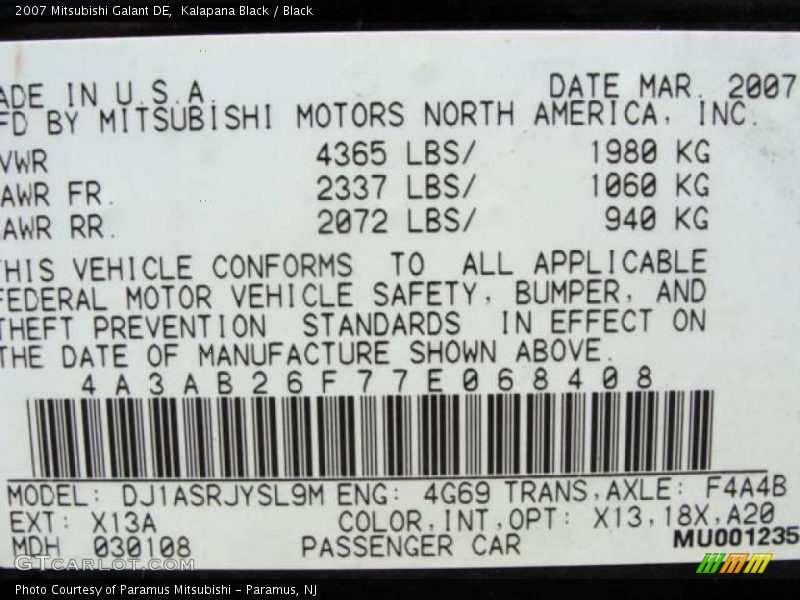 2007 Mitsubishi Galant DE, Kalapana Black / Black
ADE IN U.S.A. DATE MAR. 2007
FD BY MITSUBISHI MOTORS NORTH AMERICA, INC.
VWR 4365 LBS/ 1980 KG
AWR FR. 2337 LBS/ 1060 KG
AWR RR. 2072 LBS/ 940 KG
THIS VEHICLE CONFORMS TO ALL APPLICABLE
FEDERAL MOTOR VEHICLE SAFETY, BUMPER, AND
THEFT PREVENTION STANDARDS IN EFFECT ON
THE DATE OF MANUFACTURE SHOWN ABOVE.
4A3AB26F77E068408
MODEL: DJ1ASRJYSL9M ENG: 4G69 TRANS,AXLE: F4A4B
EXT: X13A COLOR,INT,OPT: X13,18X,A20
MDH 030108 PASSENGER CAR MU001235
GTCarLot.com
Photo Courtesy of Paramus Mitsubishi - Paramus, NJ